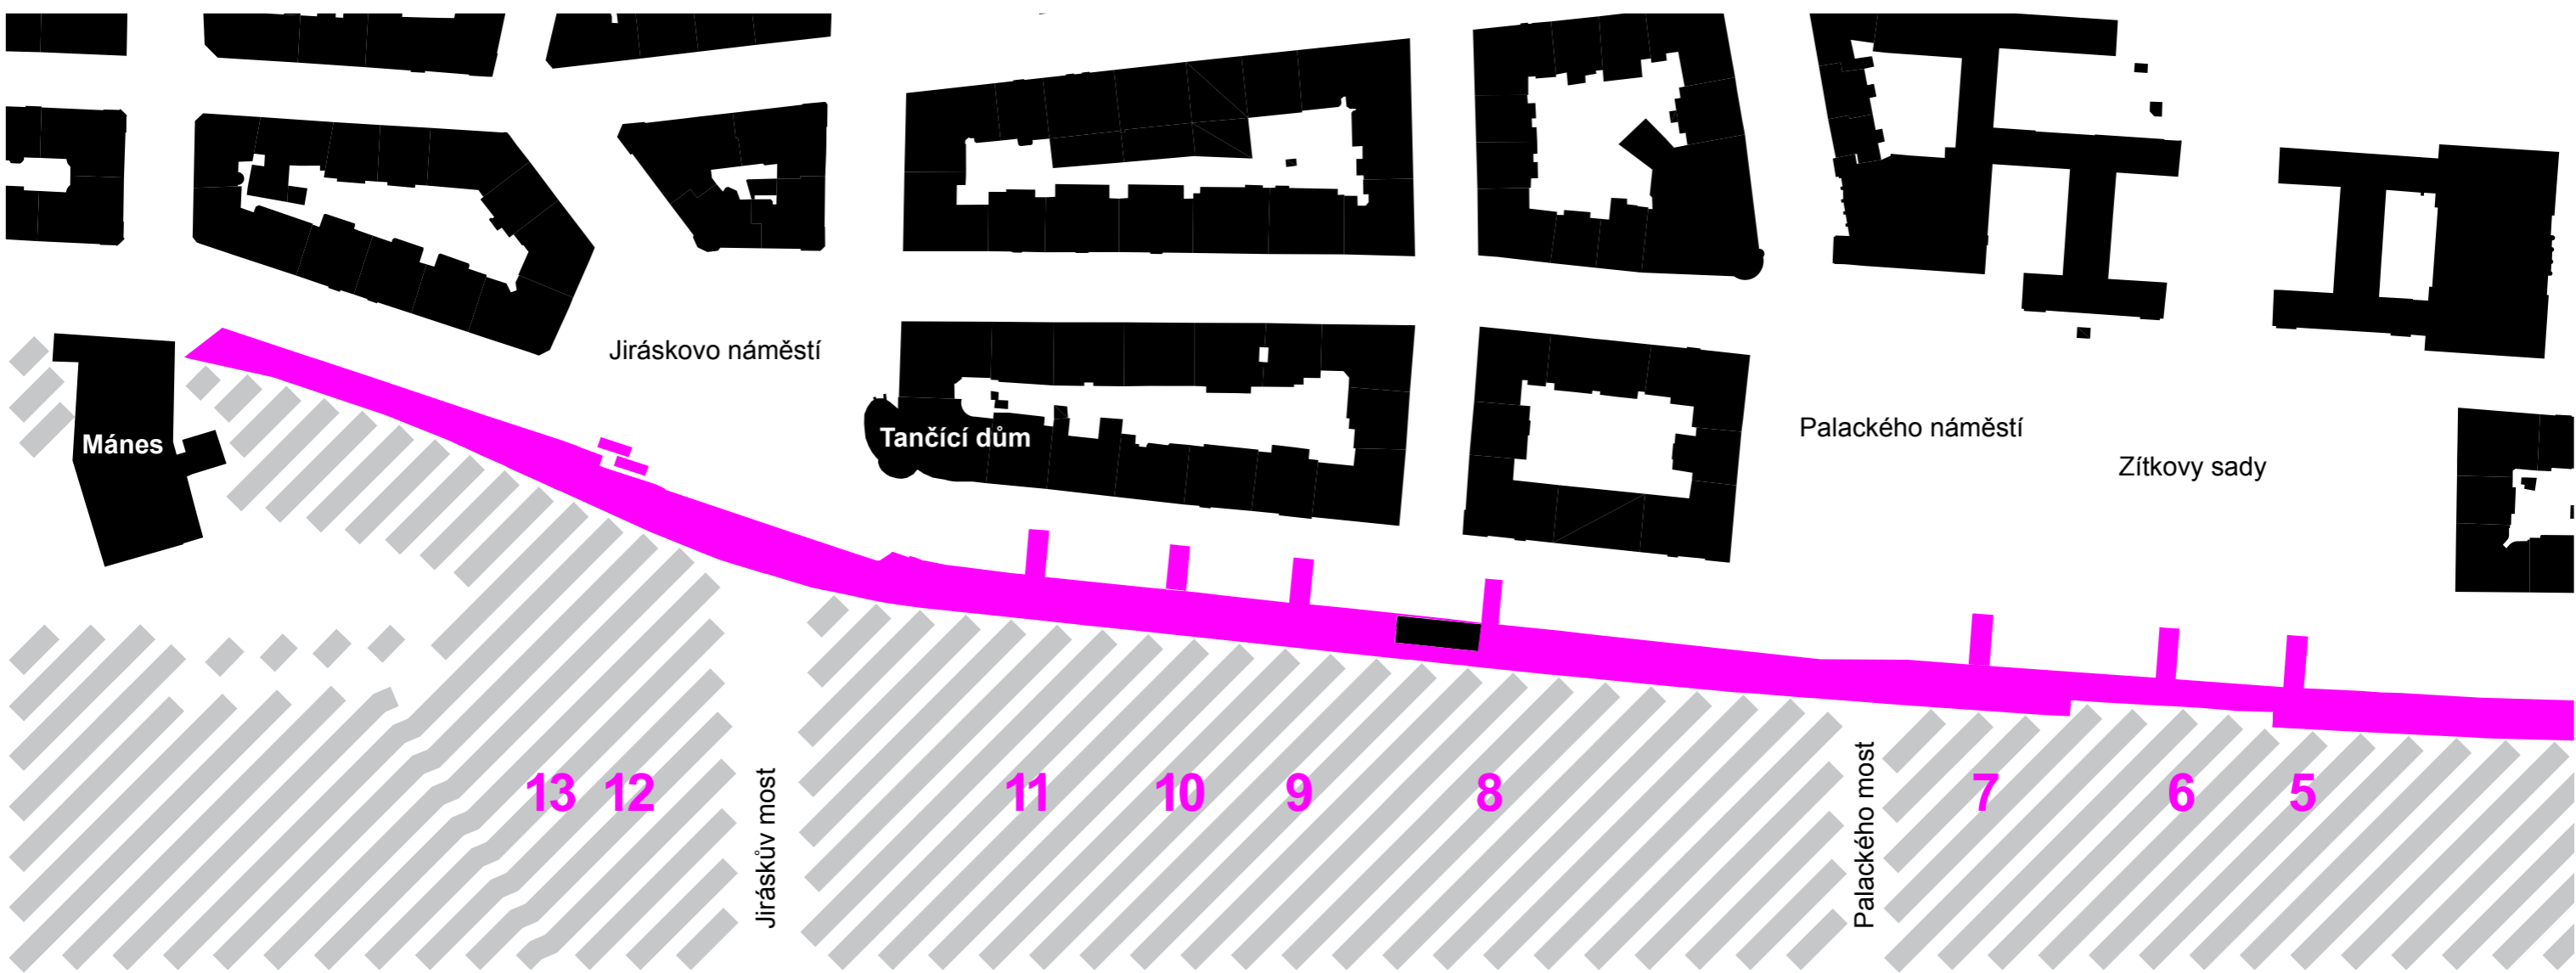 Jiráskovo náměstí
Mánes
Tančící dům
Palackého náměstí
Zítkovy sady
13 12
Jiráskův most
11
10
9
8
Palackého most
7
6
5